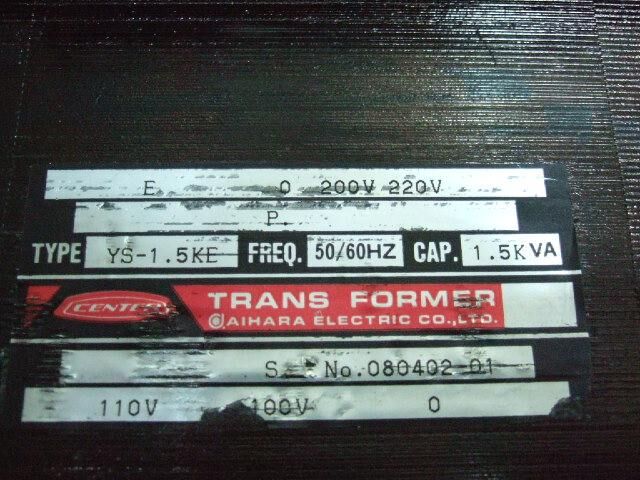 E 0 200V 220V
P
TYPE YS-1.5KE FREQ. 50/60HZ CAP. 1.5KVA
CENTER TRANS FORMER
AIHARA ELECTRIC CO.,LTD.
S No.080402-01
110V 100V 0